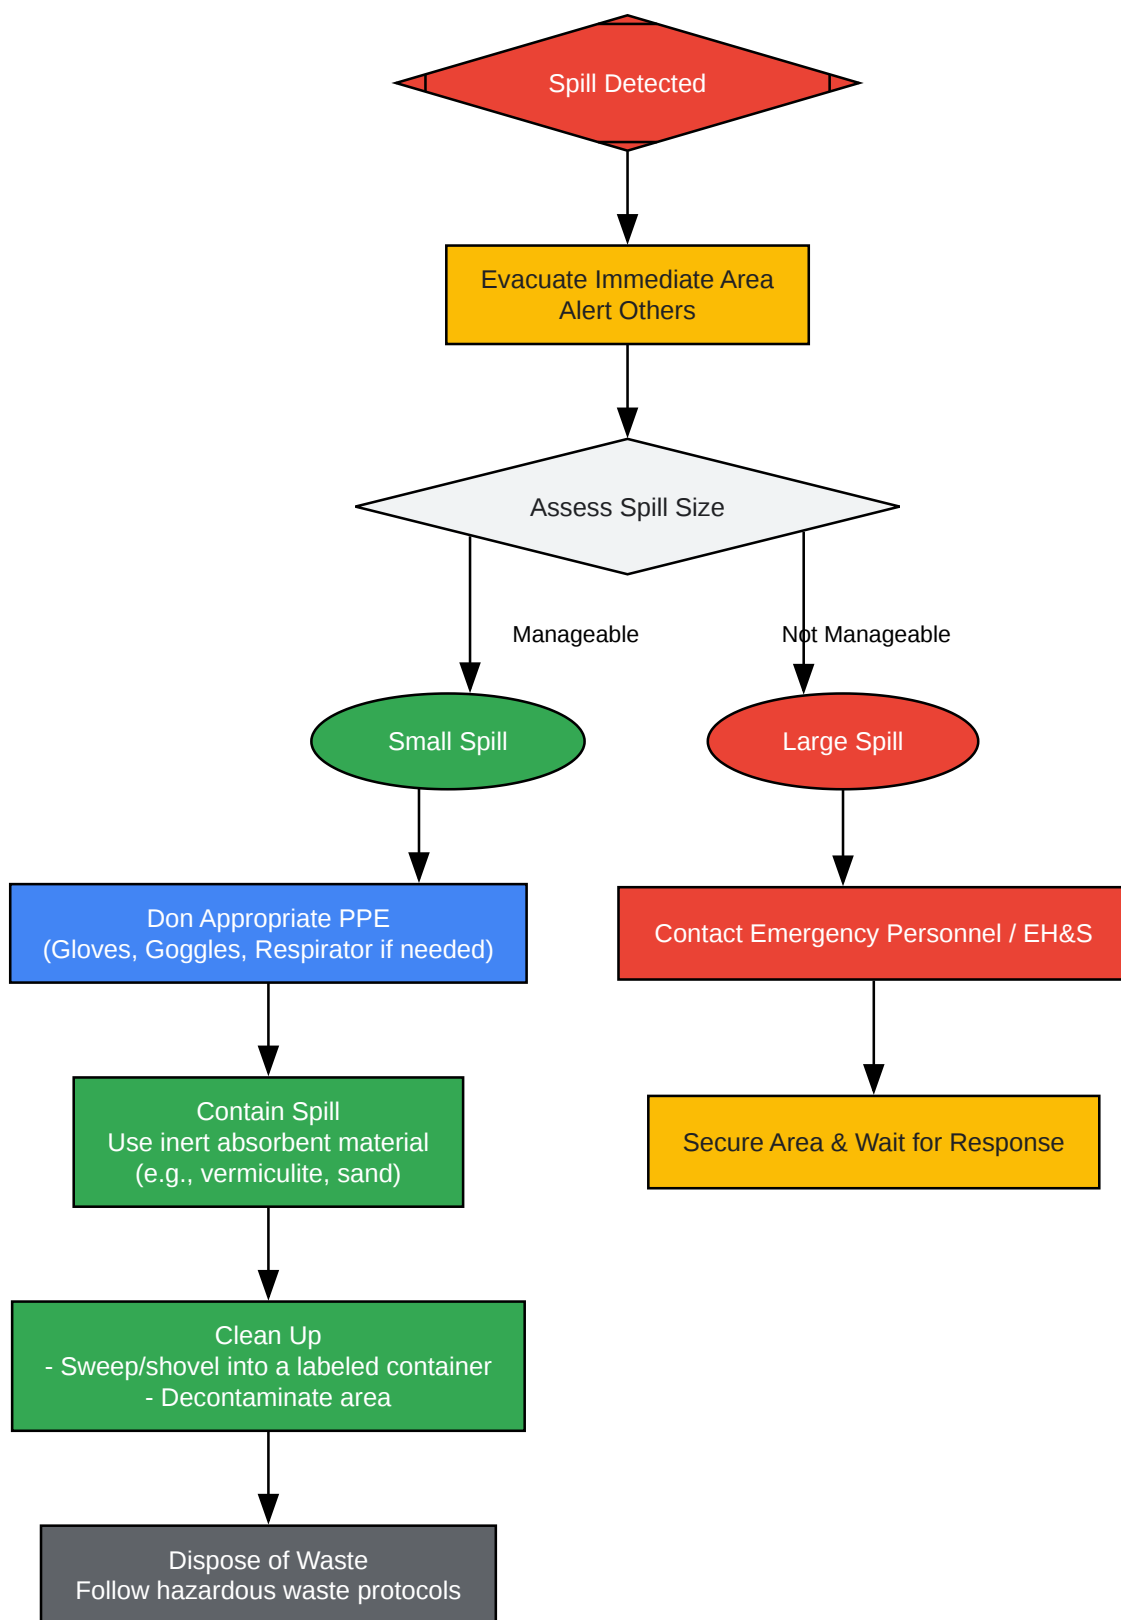 Spill Detected
Evacuate Immediate Area
Alert Others
Assess Spill Size
Manageable
Not Manageable
Small Spill
Large Spill
Don Appropriate PPE
(Gloves, Goggles, Respirator if needed)
Contact Emergency Personnel / EH&S
Contain Spill
Use inert absorbent material
(e.g., vermiculite, sand)
Secure Area & Wait for Response
Clean Up
- Sweep/shovel into a labeled container
- Decontaminate area
Dispose of Waste
Follow hazardous waste protocols